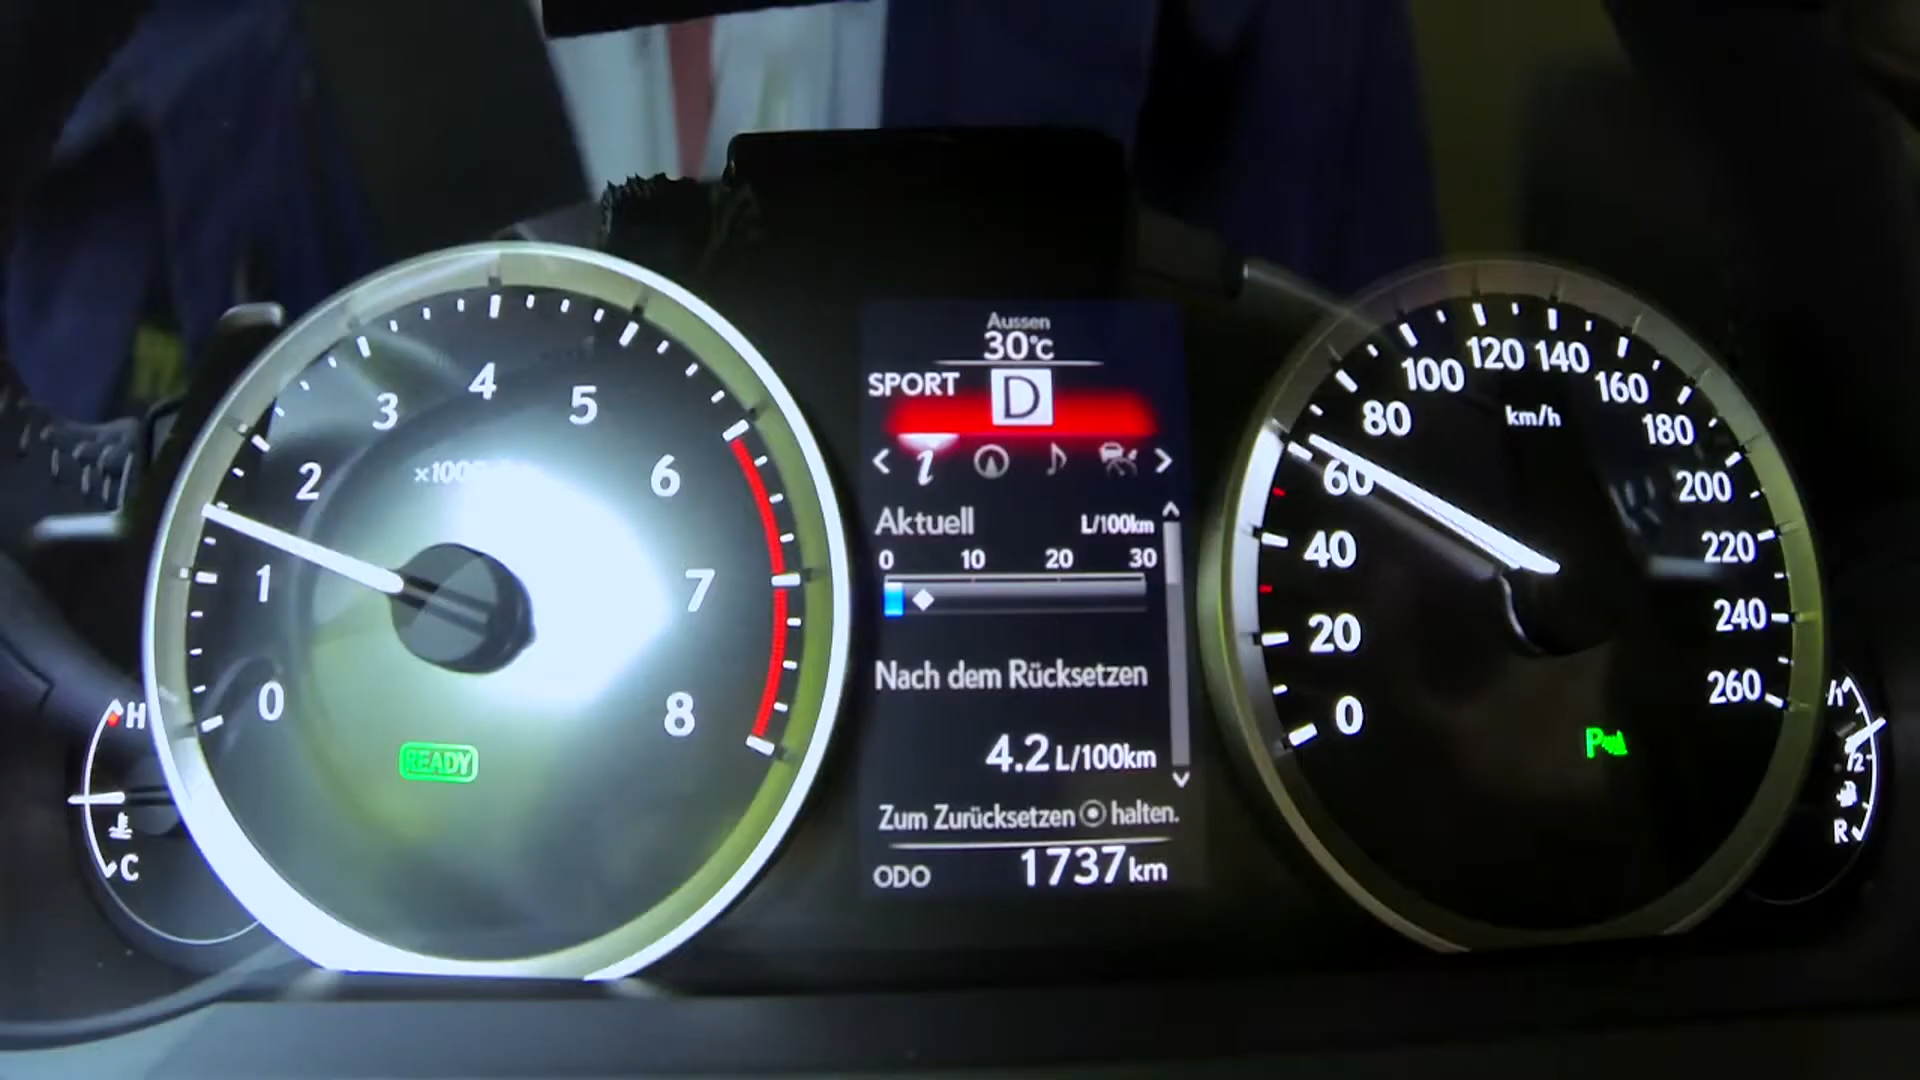 Aussen
30°C
SPORT D
Aktuell L/100km
0 10 20 30
Nach dem Rücksetzen
4.2 L/100km
Zum Zurücksetzen halten.
ODO 1737 km
0 1 2 3 4 5 6 7 8
READY
H
C
0 20 40 60 80 100 120 140 160 180 200 220 240 260
km/h
P
1/1
R